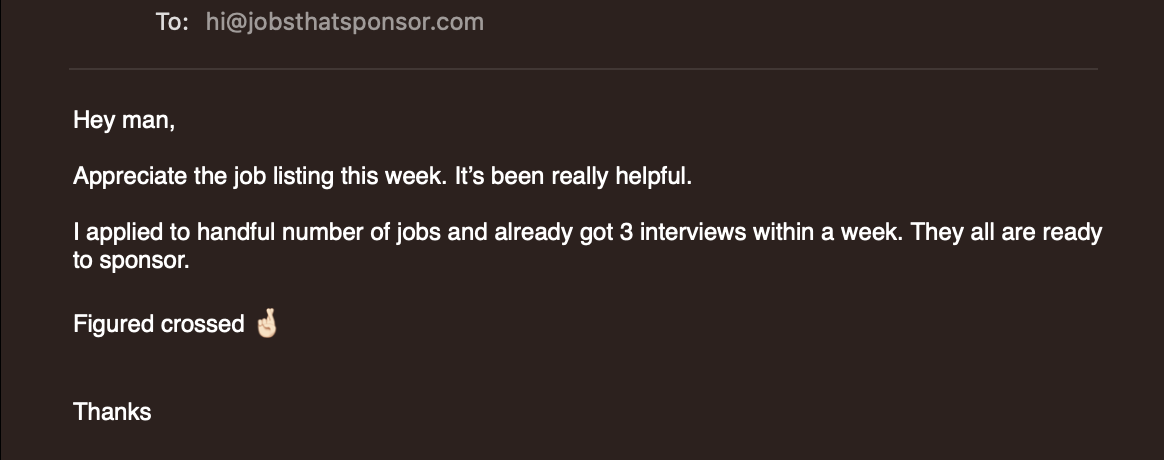 To: hi@jobsthatsponsor.com
Hey man,
Appreciate the job listing this week. It’s been really helpful.
I applied to handful number of jobs and already got 3 interviews within a week. They all are ready
to sponsor.
Figured crossed 🤞🏻
Thanks